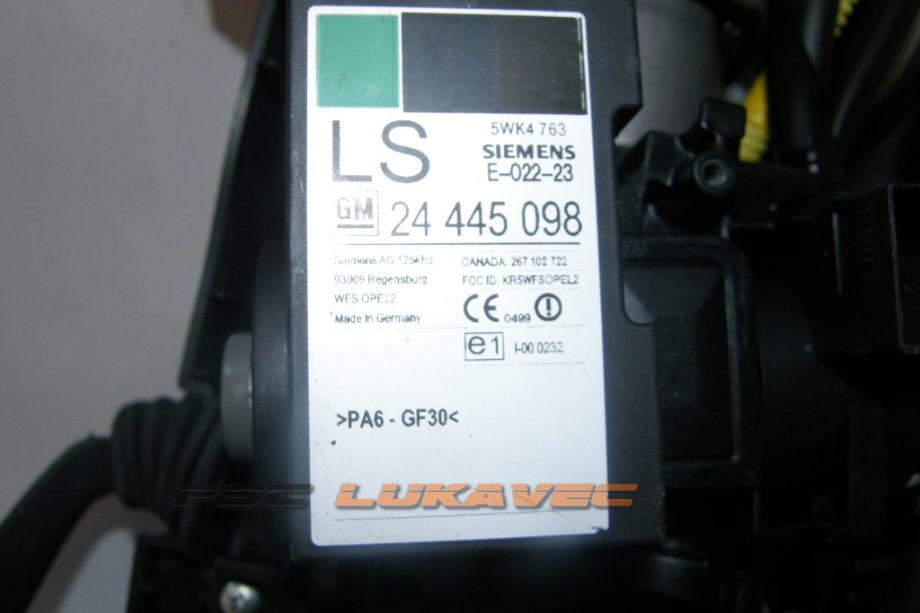 5WK4 763
LS SIEMENS
E-022-23
GM 24 445 098
Siemens AG 125kHz CANADA: 267 102 722
93009 Regensburg FCC ID. KR5WFSOPEL2
WFS OPEL2
Made in Germany CE 0499
e1 I-00 0232
>PA6 - GF30<
PSC LUKAVEC